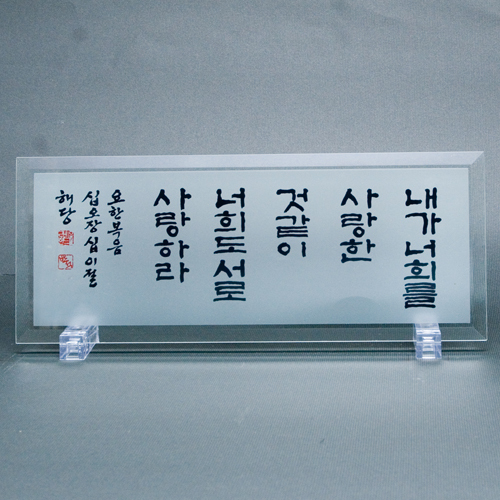 내가너희를
사랑한
것같이
너희도서로
사랑하라
요한복음
십오장십이절
해당